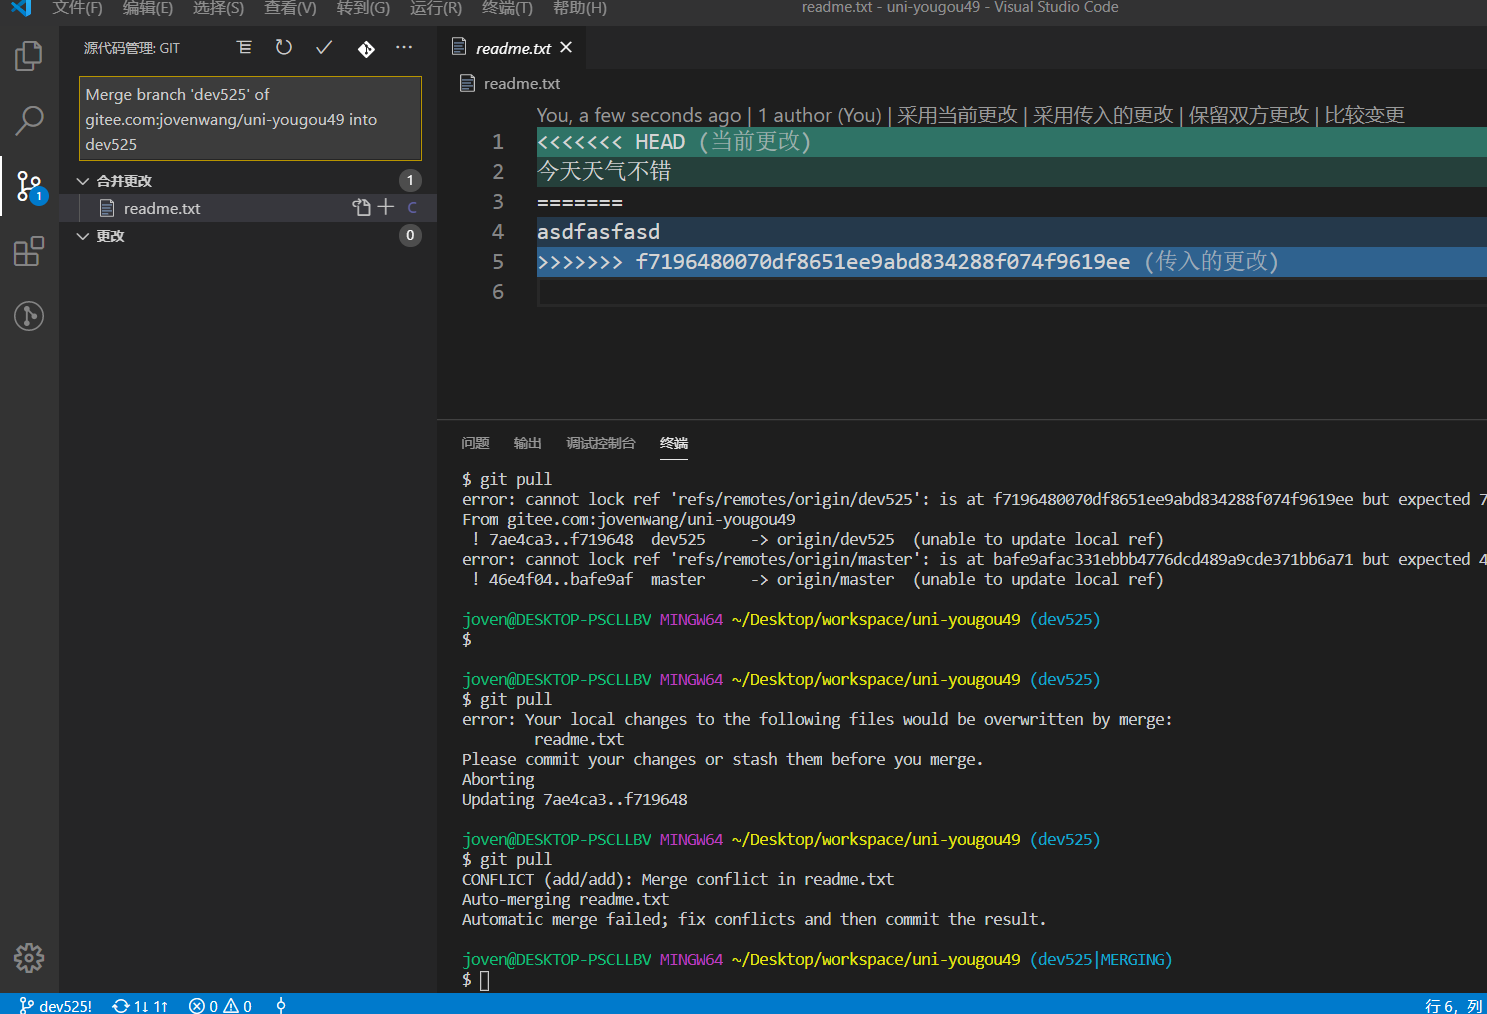 文件(F) 编辑(E) 选择(S) 查看(V) 转到(G) 运行(R) 终端(T) 帮助(H) readme.txt - uni-yougou49 - Visual Studio Code
源代码管理: GIT
Merge branch 'dev525' of
gitee.com:jovenwang/uni-yougou49 into
dev525
合并更改 1
readme.txt C
更改 0
1
readme.txt
readme.txt
You, a few seconds ago | 1 author (You) | 采用当前更改 | 采用传入的更改 | 保留双方更改 | 比较变更
1 <<<<<<< HEAD (当前更改)
2 今天天气不错
3 =======
4 asdfasfasd
5 >>>>>>> f7196480070df8651ee9abd834288f074f9619ee (传入的更改)
6
问题 输出 调试控制台 终端
$ git pull
error: cannot lock ref 'refs/remotes/origin/dev525': is at f7196480070df8651ee9abd834288f074f9619ee but expected 7
From gitee.com:jovenwang/uni-yougou49
! 7ae4ca3..f719648 dev525 -> origin/dev525 (unable to update local ref)
error: cannot lock ref 'refs/remotes/origin/master': is at bafe9afac331ebbb4776dcd489a9cde371bb6a71 but expected 4
! 46e4f04..bafe9af master -> origin/master (unable to update local ref)
joven@DESKTOP-PSCLLBV MINGW64 ~/Desktop/workspace/uni-yougou49 (dev525)
$
joven@DESKTOP-PSCLLBV MINGW64 ~/Desktop/workspace/uni-yougou49 (dev525)
$ git pull
error: Your local changes to the following files would be overwritten by merge:
readme.txt
Please commit your changes or stash them before you merge.
Aborting
Updating 7ae4ca3..f719648
joven@DESKTOP-PSCLLBV MINGW64 ~/Desktop/workspace/uni-yougou49 (dev525)
$ git pull
CONFLICT (add/add): Merge conflict in readme.txt
Auto-merging readme.txt
Automatic merge failed; fix conflicts and then commit the result.
joven@DESKTOP-PSCLLBV MINGW64 ~/Desktop/workspace/uni-yougou49 (dev525|MERGING)
$
dev525! 1↓ 1↑ 0 0 行 6, 列